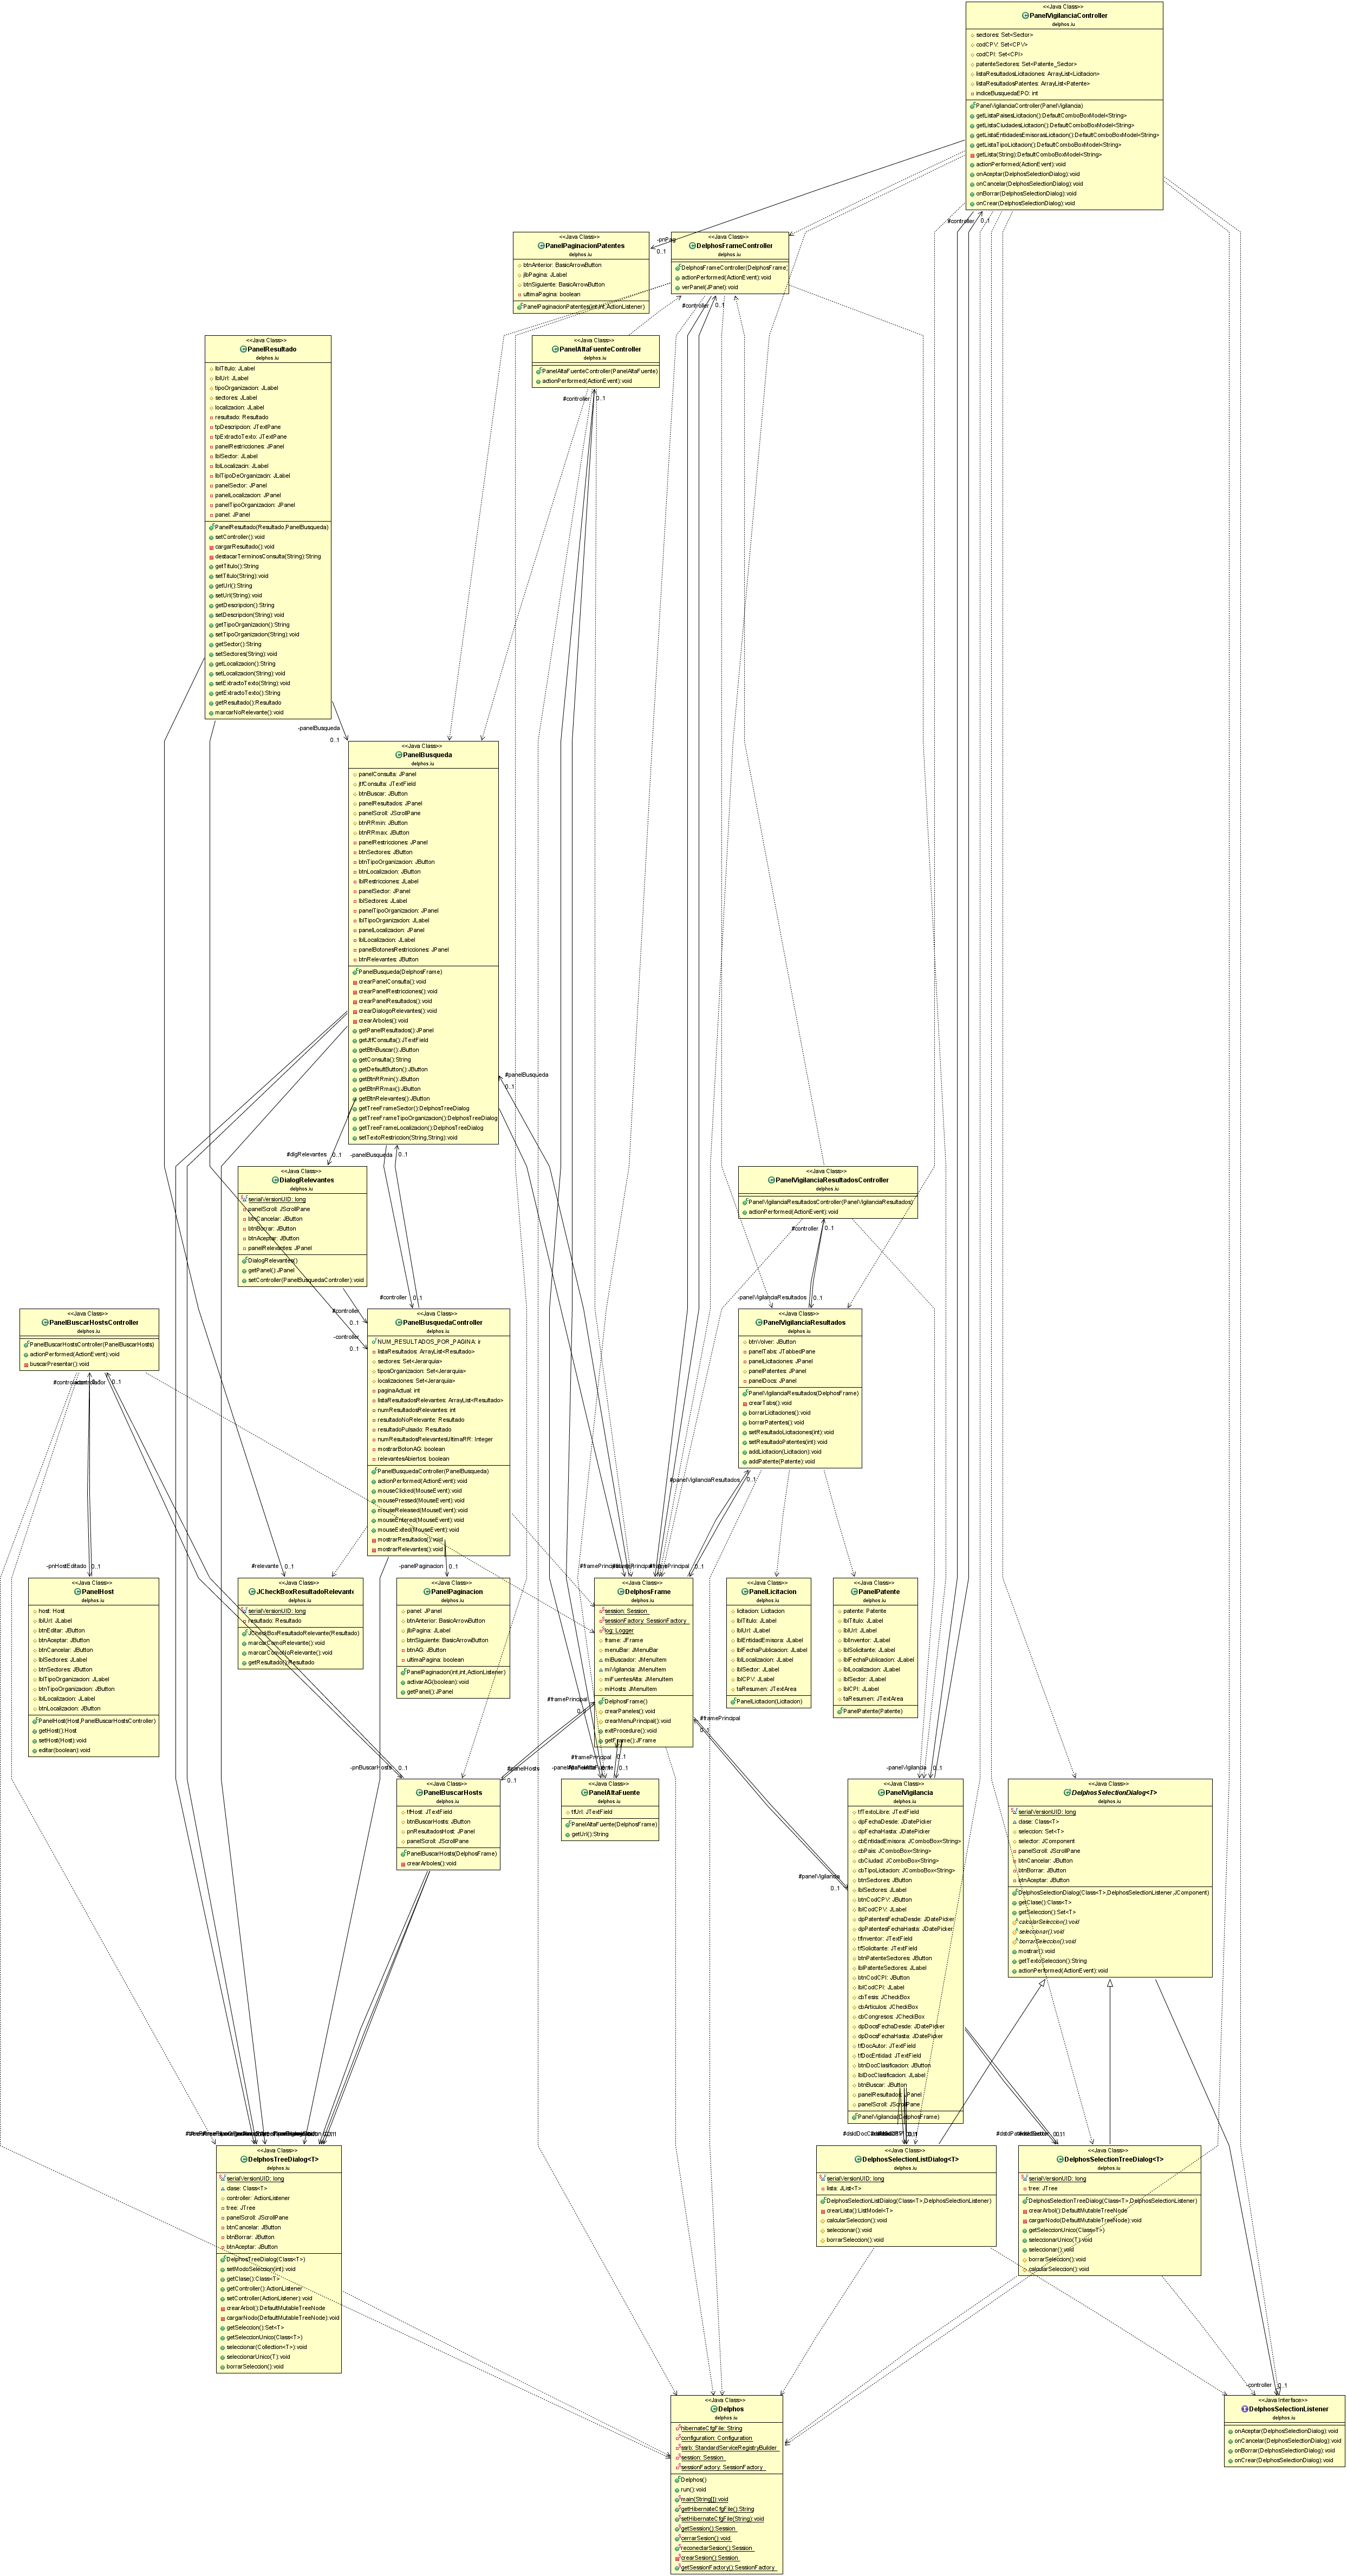 <<Java Class>>
PanelVigilanciaController
delphos.iu
sectores: Set<Sector>
codCPV: Set<CPV>
codCPI: Set<CPI>
patenteSectores: Set<Patente_Sector>
listaResultadosLicitaciones: ArrayList<Licitacion>
listaResultadosPatentes: ArrayList<Patente>
indiceBusquedaEPO: int
PanelVigilanciaController(PanelVigilancia)
getListaPaisesLicitacion():DefaultComboBoxModel<String>
getListaCiudadesLicitacion():DefaultComboBoxModel<String>
getListaEntidadesEmisorasLicitacion():DefaultComboBoxModel<String>
getListaTipoLicitacion():DefaultComboBoxModel<String>
getLista(String):DefaultComboBoxModel<String>
actionPerformed(ActionEvent):void
onAceptar(DelphosSelectionDialog):void
onCancelar(DelphosSelectionDialog):void
onBorrar(DelphosSelectionDialog):void
onCrear(DelphosSelectionDialog):void
#controller 0..1
-pnPag
0..1
<<Java Class>>
PanelPaginacionPatentes
delphos.iu
btnAnterior: BasicArrowButton
jlbPagina: JLabel
btnSiguiente: BasicArrowButton
ultimaPagina: boolean
PanelPaginacionPatentes(int,int,ActionListener)
<<Java Class>>
DelphosFrameController
delphos.iu
DelphosFrameController(DelphosFrame)
actionPerformed(ActionEvent):void
verPanel(JPanel):void
#controller 0..1
<<Java Class>>
PanelAltaFuenteController
delphos.iu
PanelAltaFuenteController(PanelAltaFuente)
actionPerformed(ActionEvent):void
#controller 0..1
<<Java Class>>
PanelResultado
delphos.iu
lblTitulo: JLabel
lblUrl: JLabel
tipoOrganizacion: JLabel
sectores: JLabel
localizacion: JLabel
resultado: Resultado
tpDescripcion: JTextPane
tpExtractoTexto: JTextPane
panelRestricciones: JPanel
lblSector: JLabel
lblLocalizacin: JLabel
lblTipoDeOrganizacin: JLabel
panelSector: JPanel
panelLocalizacion: JPanel
panelTipoOrganizacion: JPanel
panel: JPanel
PanelResultado(Resultado,PanelBusqueda)
setController():void
cargarResultado():void
destacarTerminosConsulta(String):String
getTitulo():String
setTitulo(String):void
getUrl():String
setUrl(String):void
getDescripcion():String
setDescripcion(String):void
getTipoOrganizacion():String
setTipoOrganizacion(String):void
getSector():String
setSectores(String):void
getLocalizacion():String
setLocalizacion(String):void
setExtractoTexto(String):void
getExtractoTexto():String
getResultado():Resultado
marcarNoRelevante():void
-panelBusqueda
0..1
<<Java Class>>
PanelBusqueda
delphos.iu
panelConsulta: JPanel
jtfConsulta: JTextField
btnBuscar: JButton
panelResultados: JPanel
panelScroll: JScrollPane
btnRRmin: JButton
btnRRmax: JButton
panelRestricciones: JPanel
btnSectores: JButton
btnTipoOrganizacion: JButton
btnLocalizacion: JButton
lblRestricciones: JLabel
panelSector: JPanel
lblSectores: JLabel
panelTipoOrganizacion: JPanel
lblTipoOrganizacion: JLabel
panelLocalizacion: JPanel
lblLocalizacion: JLabel
panelBotonesRestricciones: JPanel
btnRelevantes: JButton
PanelBusqueda(DelphosFrame)
crearPanelConsulta():void
crearPanelRestricciones():void
crearPanelResultados():void
crearDialogoRelevantes():void
crearArboles():void
getPanelResultados():JPanel
getJtfConsulta():JTextField
getBtnBuscar():JButton
getConsulta():String
getDefaultButton():JButton
getBtnRRmin():JButton
getBtnRRmax():JButton
getBtnRelevantes():JButton
getTreeFrameSector():DelphosTreeDialog
getTreeFrameTipoOrganizacion():DelphosTreeDialog
getTreeFrameLocalizacion():DelphosTreeDialog
setTextoRestriccion(String,String):void
#panelBusqueda
0..1
#dlgRelevantes 0..1
-panelBusqueda 0..1
<<Java Class>>
DialogRelevantes
delphos.iu
serialVersionUID: long
panelScroll: JScrollPane
btnCancelar: JButton
btnBorrar: JButton
btnAceptar: JButton
panelRelevantes: JPanel
DialogRelevantes()
getPanel():JPanel
setController(PanelBusquedaController):void
<<Java Class>>
PanelVigilanciaResultadosController
delphos.iu
PanelVigilanciaResultadosController(PanelVigilanciaResultados)
actionPerformed(ActionEvent):void
#controller 0..1
-panelVigilanciaResultados 0..1
#controller 0..1
#controller
0..1
-controller
0..1
<<Java Class>>
PanelBuscarHostsController
delphos.iu
PanelBuscarHostsController(PanelBuscarHosts)
actionPerformed(ActionEvent):void
buscarPresentar():void
0..1
<<Java Class>>
PanelBusquedaController
delphos.iu
NUM_RESULTADOS_POR_PAGINA: ir
listaResultados: ArrayList<Resultado>
sectores: Set<Jerarquia>
tiposOrganizacion: Set<Jerarquia>
localizaciones: Set<Jerarquia>
paginaActual: int
listaResultadosRelevantes: ArrayList<Resultado>
numResultadosRelevantes: int
resultadoNoRelevante: Resultado
resultadoPulsado: Resultado
numResultadosRelevantesUltimaRR: Integer
mostrarBotonAG: boolean
relevantesAbiertos: boolean
PanelBusquedaController(PanelBusqueda)
actionPerformed(ActionEvent):void
mouseClicked(MouseEvent):void
mousePressed(MouseEvent):void
mouseReleased(MouseEvent):void
mouseEntered(MouseEvent):void
mouseExited(MouseEvent):void
mostrarResultados():void
mostrarRelevantes():void
<<Java Class>>
PanelVigilanciaResultados
delphos.iu
btnVolver: JButton
panelTabs: JTabbedPane
panelLicitaciones: JPanel
panelPatentes: JPanel
panelDocs: JPanel
PanelVigilanciaResultados(DelphosFrame)
crearTabs():void
borrarLicitaciones():void
borrarPatentes():void
setResultadoLicitaciones(int):void
setResultadoPatentes(int):void
addLicitacion(Licitacion):void
addPatente(Patente):void
#panelVigilanciaResultados
0..1
-pnHostEditado 0..1
#relevante 0..1
-panelPaginacion 0..1
0..1
<<Java Class>>
PanelHost
delphos.iu
host: Host
lblUrl: JLabel
btnEditar: JButton
btnAceptar: JButton
btnCancelar: JButton
lblSectores: JLabel
btnSectores: JButton
lblTipoOrganizacion: JLabel
btnTipoOrganizacion: JButton
lblLocalizacion: JLabel
btnLocalizacion: JButton
PanelHost(Host,PanelBuscarHostsController)
getHost():Host
setHost(Host):void
editar(boolean):void
<<Java Class>>
JCheckBoxResultadoRelevante
delphos.iu
serialVersionUID: long
resultado: Resultado
JCheckBoxResultadoRelevante(Resultado)
marcarComoRelevante():void
marcarComoNoRelevante():void
getResultado():Resultado
<<Java Class>>
PanelPaginacion
delphos.iu
panel: JPanel
btnAnterior: BasicArrowButton
jlbPagina: JLabel
btnSiguiente: BasicArrowButton
btnAG: JButton
ultimaPagina: boolean
PanelPaginacion(int,int,ActionListener)
activarAG(boolean):void
getPanel():JPanel
<<Java Class>>
DelphosFrame
delphos.iu
session: Session
sessionFactory: SessionFactory
log: Logger
frame: JFrame
menuBar: JMenuBar
miBuscador: JMenuItem
miVigilancia: JMenuItem
miFuentesAlta: JMenuItem
miHosts: JMenuItem
DelphosFrame()
crearPaneles():void
crearMenuPrincipal():void
exitProcedure():void
getFrame():JFrame
<<Java Class>>
PanelLicitacion
delphos.iu
licitacion: Licitacion
lblTitulo: JLabel
lblUrl: JLabel
lblEntidadEmisora: JLabel
lblFechaPublicacion: JLabel
lblLocalizacion: JLabel
lblSector: JLabel
lblCPV: JLabel
taResumen: JTextArea
PanelLicitacion(Licitacion)
<<Java Class>>
PanelPatente
delphos.iu
patente: Patente
lblTitulo: JLabel
lblUrl: JLabel
lblInventor: JLabel
lblSolicitante: JLabel
lblFechaPublicacion: JLabel
lblLocalizacion: JLabel
lblSector: JLabel
lblCPI: JLabel
taResumen: JTextArea
PanelPatente(Patente)
#framePrincipal
#framePrincipal
0..1
#framePrincipal
0..1
-pnBuscarHosts 0..1
#panelHosts
0..1
-panelVigilancia 0..1
<<Java Class>>
PanelBuscarHosts
delphos.iu
tfHost: JTextField
btnBuscarHosts: JButton
pnResultadosHost: JPanel
panelScroll: JScrollPane
PanelBuscarHosts(DelphosFrame)
crearArboles():void
<<Java Class>>
PanelAltaFuente
delphos.iu
tfUrl: JTextField
PanelAltaFuente(DelphosFrame)
getUrl():String
<<Java Class>>
PanelVigilancia
delphos.iu
tfTextoLibre: JTextField
dpFechaDesde: JDatePicker
dpFechaHasta: JDatePicker
cbEntidadEmisora: JComboBox<String>
cbPais: JComboBox<String>
cbCiudad: JComboBox<String>
cbTipoLicitacion: JComboBox<String>
btnSectores: JButton
lblSectores: JLabel
btnCodCPV: JButton
lblCodCPV: JLabel
dpPatentesFechaDesde: JDatePicker
dpPatentesFechaHasta: JDatePicker
tfInventor: JTextField
tfSolicitante: JTextField
btnPatenteSectores: JButton
lblPatenteSectores: JLabel
btnCodCPI: JButton
lblCodCPI: JLabel
cbTesis: JCheckBox
cbArticulos: JCheckBox
cbCongresos: JCheckBox
dpDocsFechaDesde: JDatePicker
dpDocsFechaHasta: JDatePicker
tfDocAutor: JTextField
tfDocEntidad: JTextField
btnDocClasificacion: JButton
lblDocClasificacion: JLabel
btnBuscar: JButton
panelResultados: JPanel
panelScroll: JScrollPane
PanelVigilancia(DelphosFrame)
#panelVigilancia
0..1
<<Java Class>>
DelphosSelectionDialog<T>
delphos.iu
serialVersionUID: long
clase: Class<T>
seleccion: Set<T>
selector: JComponent
panelScroll: JScrollPane
btnCancelar: JButton
btnBorrar: JButton
btnAceptar: JButton
DelphosSelectionDialog(Class<T>,DelphosSelectionListener,JComponent)
getClase():Class<T>
getSeleccion():Set<T>
calcularSeleccion():void
seleccionar():void
borrarSeleccion():void
mostrar():void
getTextoSeleccion():String
actionPerformed(ActionEvent):void
<<Java Class>>
DelphosTreeDialog<T>
delphos.iu
serialVersionUID: long
clase: Class<T>
controller: ActionListener
tree: JTree
panelScroll: JScrollPane
btnCancelar: JButton
btnBorrar: JButton
btnAceptar: JButton
DelphosTreeDialog(Class<T>)
setModoSeleccion(int):void
getClase():Class<T>
getController():ActionListener
setController(ActionListener):void
crearArbol():DefaultMutableTreeNode
cargarNodo(DefaultMutableTreeNode):void
getSeleccion():Set<T>
getSeleccionUnico(Class<T>)
seleccionar(Collection<T>):void
seleccionarUnico(T):void
borrarSeleccion():void
<<Java Class>>
DelphosSelectionListDialog<T>
delphos.iu
serialVersionUID: long
lista: JList<T>
DelphosSelectionListDialog(Class<T>,DelphosSelectionListener)
crearLista():ListModel<T>
calcularSeleccion():void
seleccionar():void
borrarSeleccion():void
<<Java Class>>
DelphosSelectionTreeDialog<T>
delphos.iu
serialVersionUID: long
tree: JTree
DelphosSelectionTreeDialog(Class<T>,DelphosSelectionListener)
crearArbol():DefaultMutableTreeNode
cargarNodo(DefaultMutableTreeNode):void
getSeleccionUnico(Class<T>)
seleccionarUnico(T):void
seleccionar():void
borrarSeleccion():void
calcularSeleccion():void
-controller 0..1
<<Java Class>>
Delphos
delphos.iu
hibernateCfgFile: String
configuration: Configuration
ssrb: StandardServiceRegistryBuilder
session: Session
sessionFactory: SessionFactory
Delphos()
run():void
main(String[]):void
getHibernateCfgFile():String
setHibernateCfgFile(String):void
getSession():Session
cerrarSesion():void
reconectarSesion():Session
crearSesion():Session
getSessionFactory():SessionFactory
<<Java Interface>>
DelphosSelectionListener
delphos.iu
onAceptar(DelphosSelectionDialog):void
onCancelar(DelphosSelectionDialog):void
onBorrar(DelphosSelectionDialog):void
onCrear(DelphosSelectionDialog):void